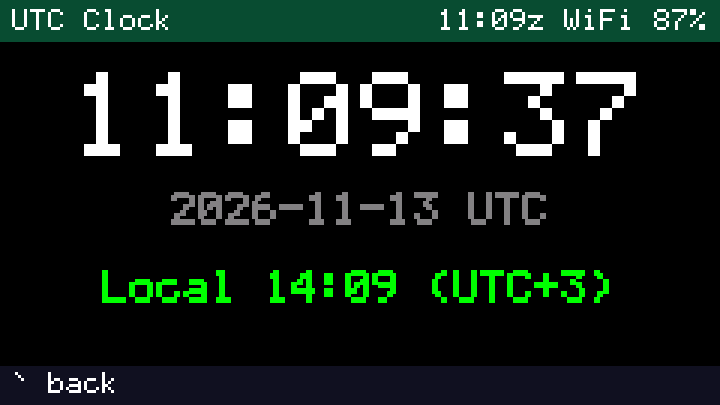 UTC Clock 11:09z WiFi 87%
11:09:37
2026-11-13 UTC
Local 14:09 (UTC+3)
` back